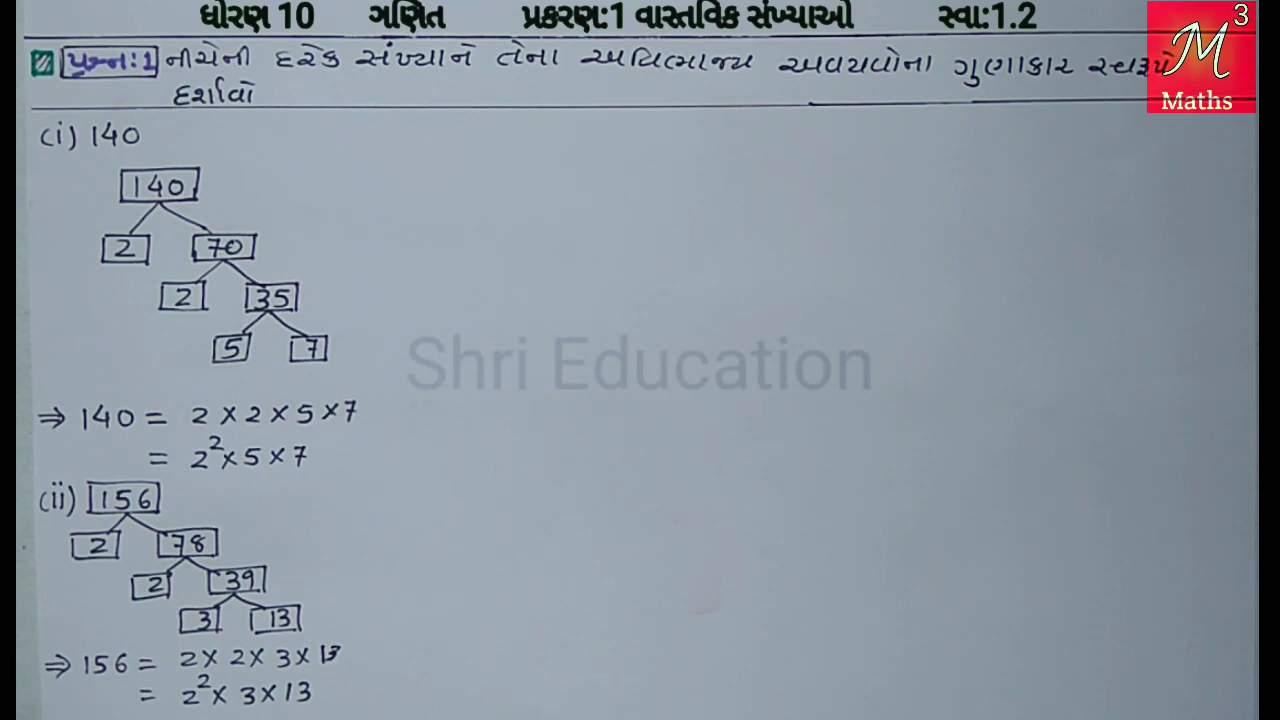 ધોરણ 10 ગણિત પ્રકરણ:1 વાસ્તવિક સંખ્યાઓ સ્વા:1.2
3
M
Maths
પ્રશ્ન:1 નીચેની દરેક સંખ્યાને તેના અવિભાજ્ય અવયવોના ગુણાકાર સ્વરૂપે
દર્શાવો
(i) 140
140
2 70
2 35
5 7
Shri Education
⇒ 140 = 2 × 2 × 5 × 7
= 2² × 5 × 7
(ii) 156
2 78
2 39
3 13
⇒ 156 = 2 × 2 × 3 × 13
= 2² × 3 × 13